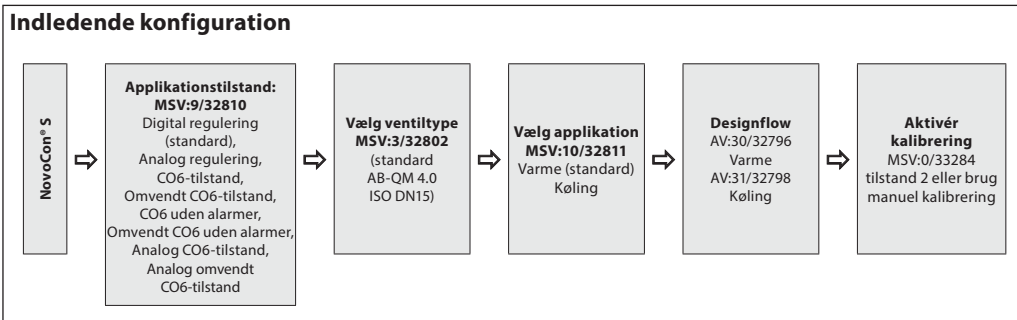 Indledende konfiguration
NovoCon® S
Applikationstilstand:
MSV:9/32810
Digital regulering
(standard),
Analog regulering,
CO6-tilstand,
Omvendt CO6-tilstand,
CO6 uden alarmer,
Omvendt CO6 uden alarmer,
Analog CO6-tilstand,
Analog omvendt
CO6-tilstand
Vælg ventiltype
MSV:3/32802
(standard
AB-QM 4.0
ISO DN15)
Vælg applikation
MSV:10/32811
Varme (standard)
Køling
Designflow
AV:30/32796
Varme
AV:31/32798
Køling
Aktivér
kalibrering
MSV:0/33284
tilstand 2 eller brug
manuel kalibrering